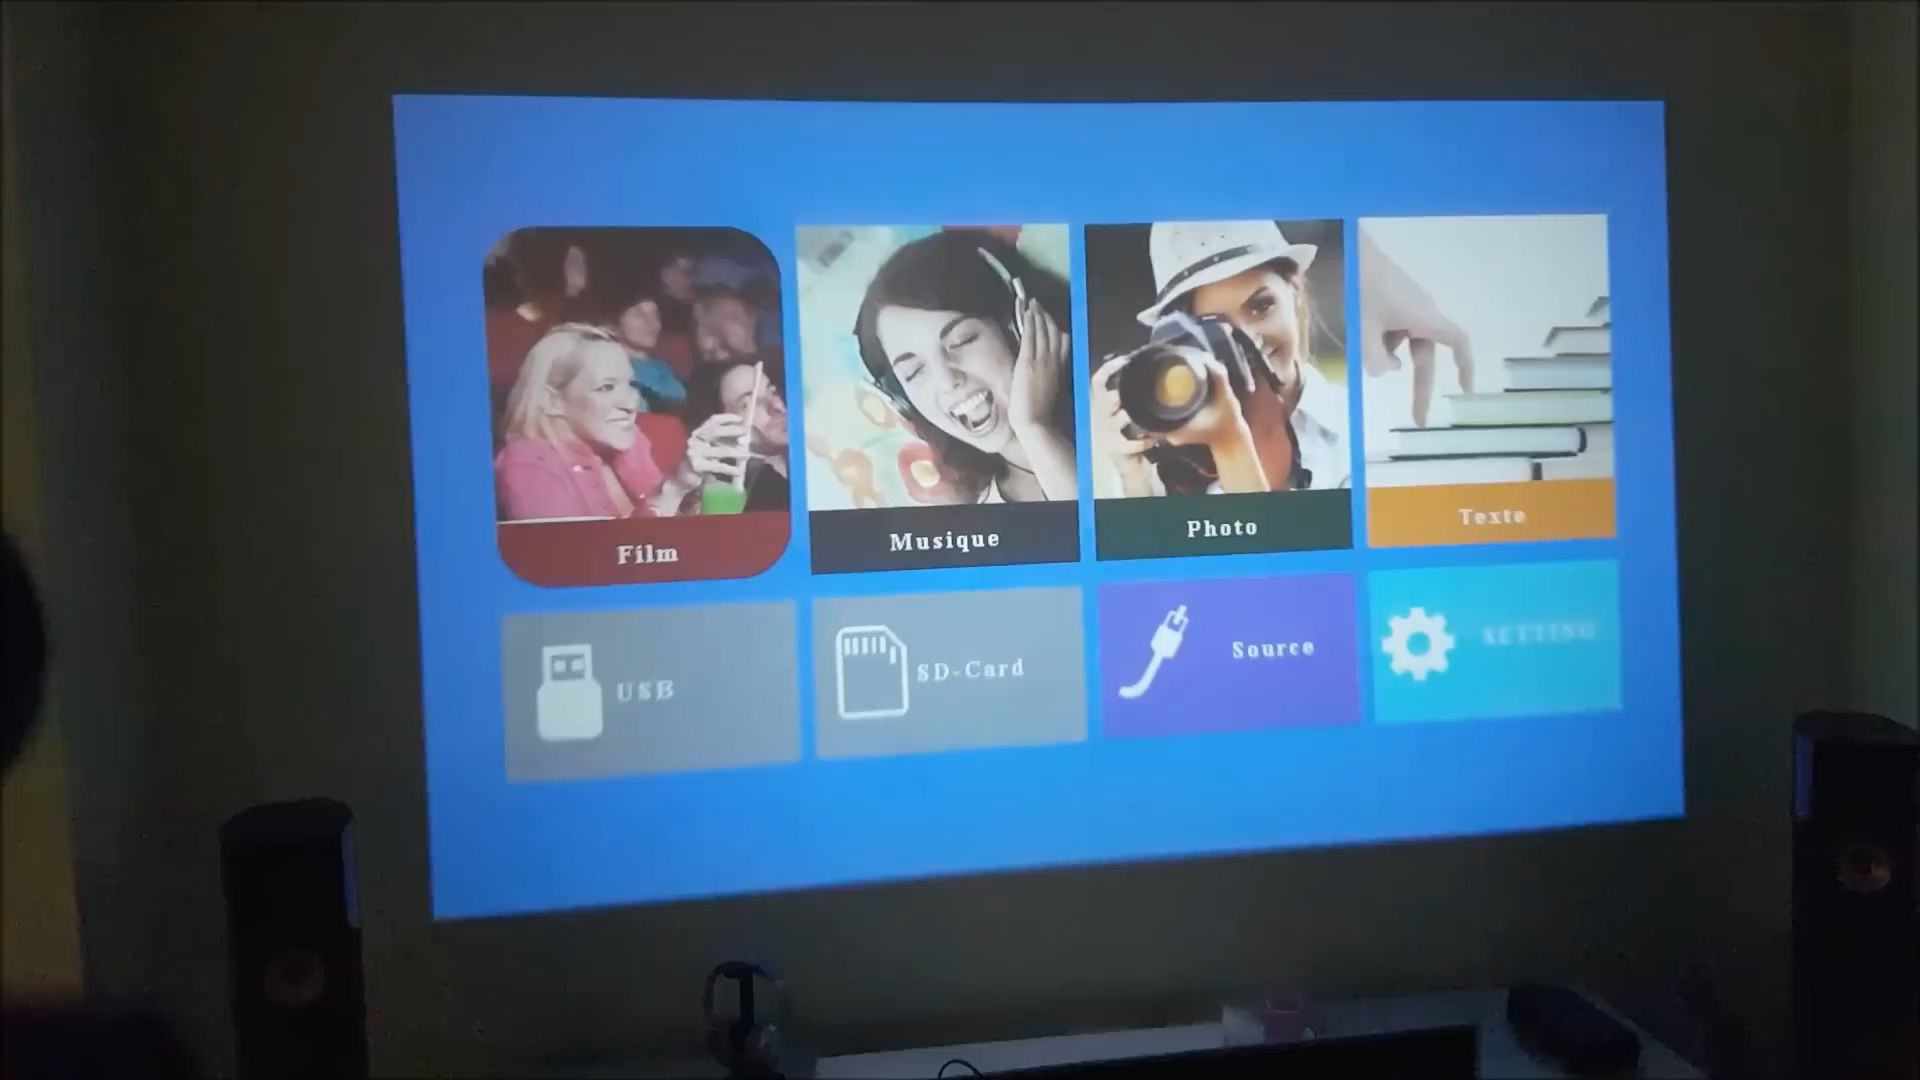 Film
Musique
Photo
Texte
USB
SD-Card
Source
SETTING